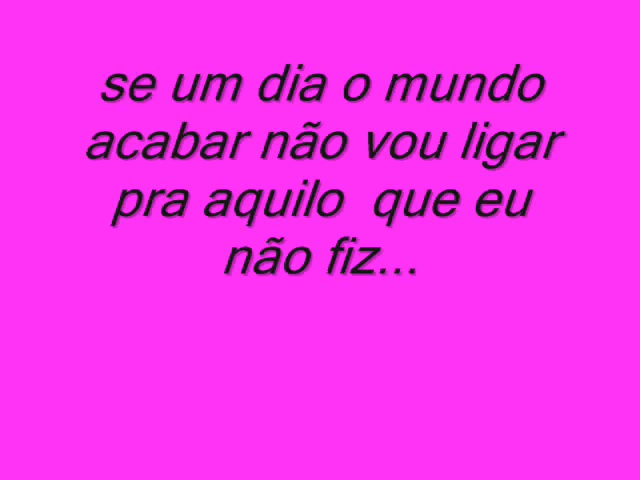 se um dia o mundo
acabar não vou ligar
pra aquilo  que eu
não fiz...